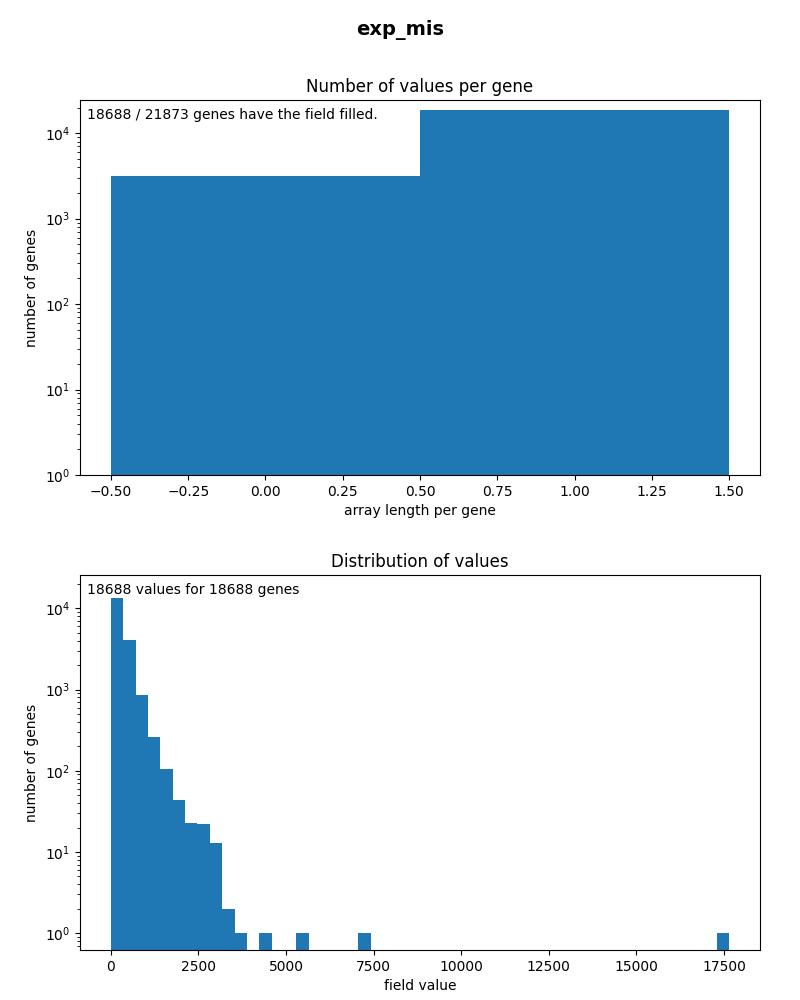 exp_mis
Number of values per gene
18688 / 21873 genes have the field filled.
number of genes
10⁴
10³
10²
10¹
10⁰
−0.50 −0.25 0.00 0.25 0.50 0.75 1.00 1.25 1.50
array length per gene
Distribution of values
18688 values for 18688 genes
number of genes
10⁴
10³
10²
10¹
10⁰
0 2500 5000 7500 10000 12500 15000 17500
field value